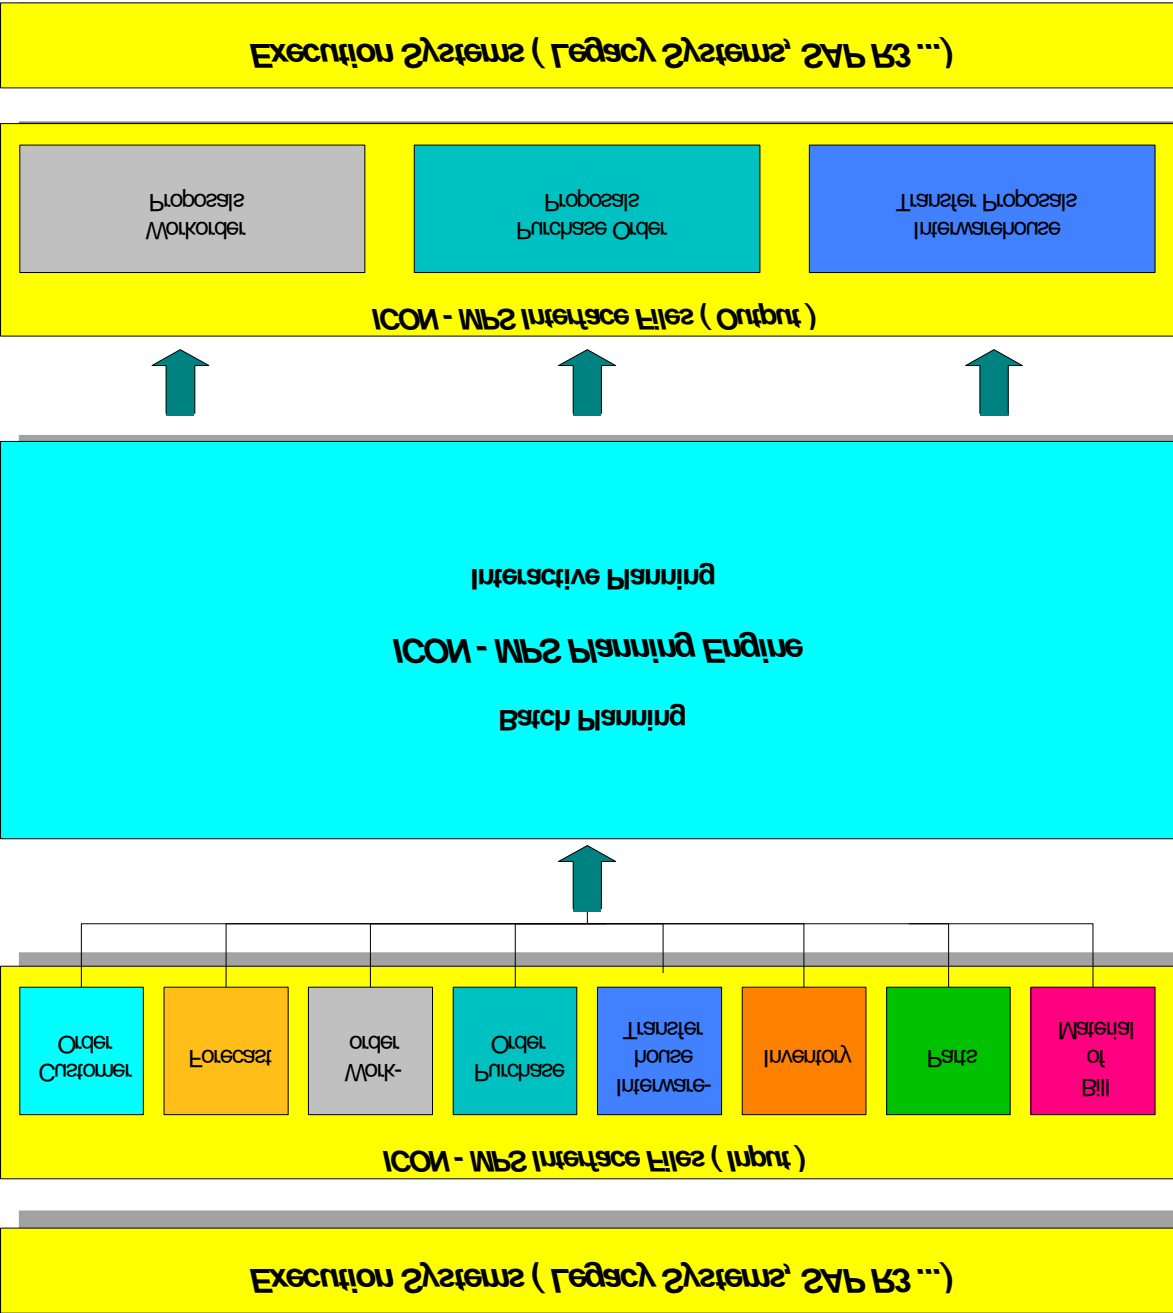 Execution Systems ( Legacy Systems, SAP R3 ...)
ICON - MPS Interface Files ( Input )
Customer
Order
Forecast
Work-
order
Purchase
Order
Interware-
house
Transfer
Inventory
Parts
Bill
of
Material
Batch Planning
ICON - MPS Planning Engine
Interactive Planning
ICON - MPS Interface Files ( Output )
Workorder
Proposals
Purchase Order
Proposals
Interwarehouse
Transfer Proposals
Execution Systems ( Legacy Systems, SAP R3 ...)